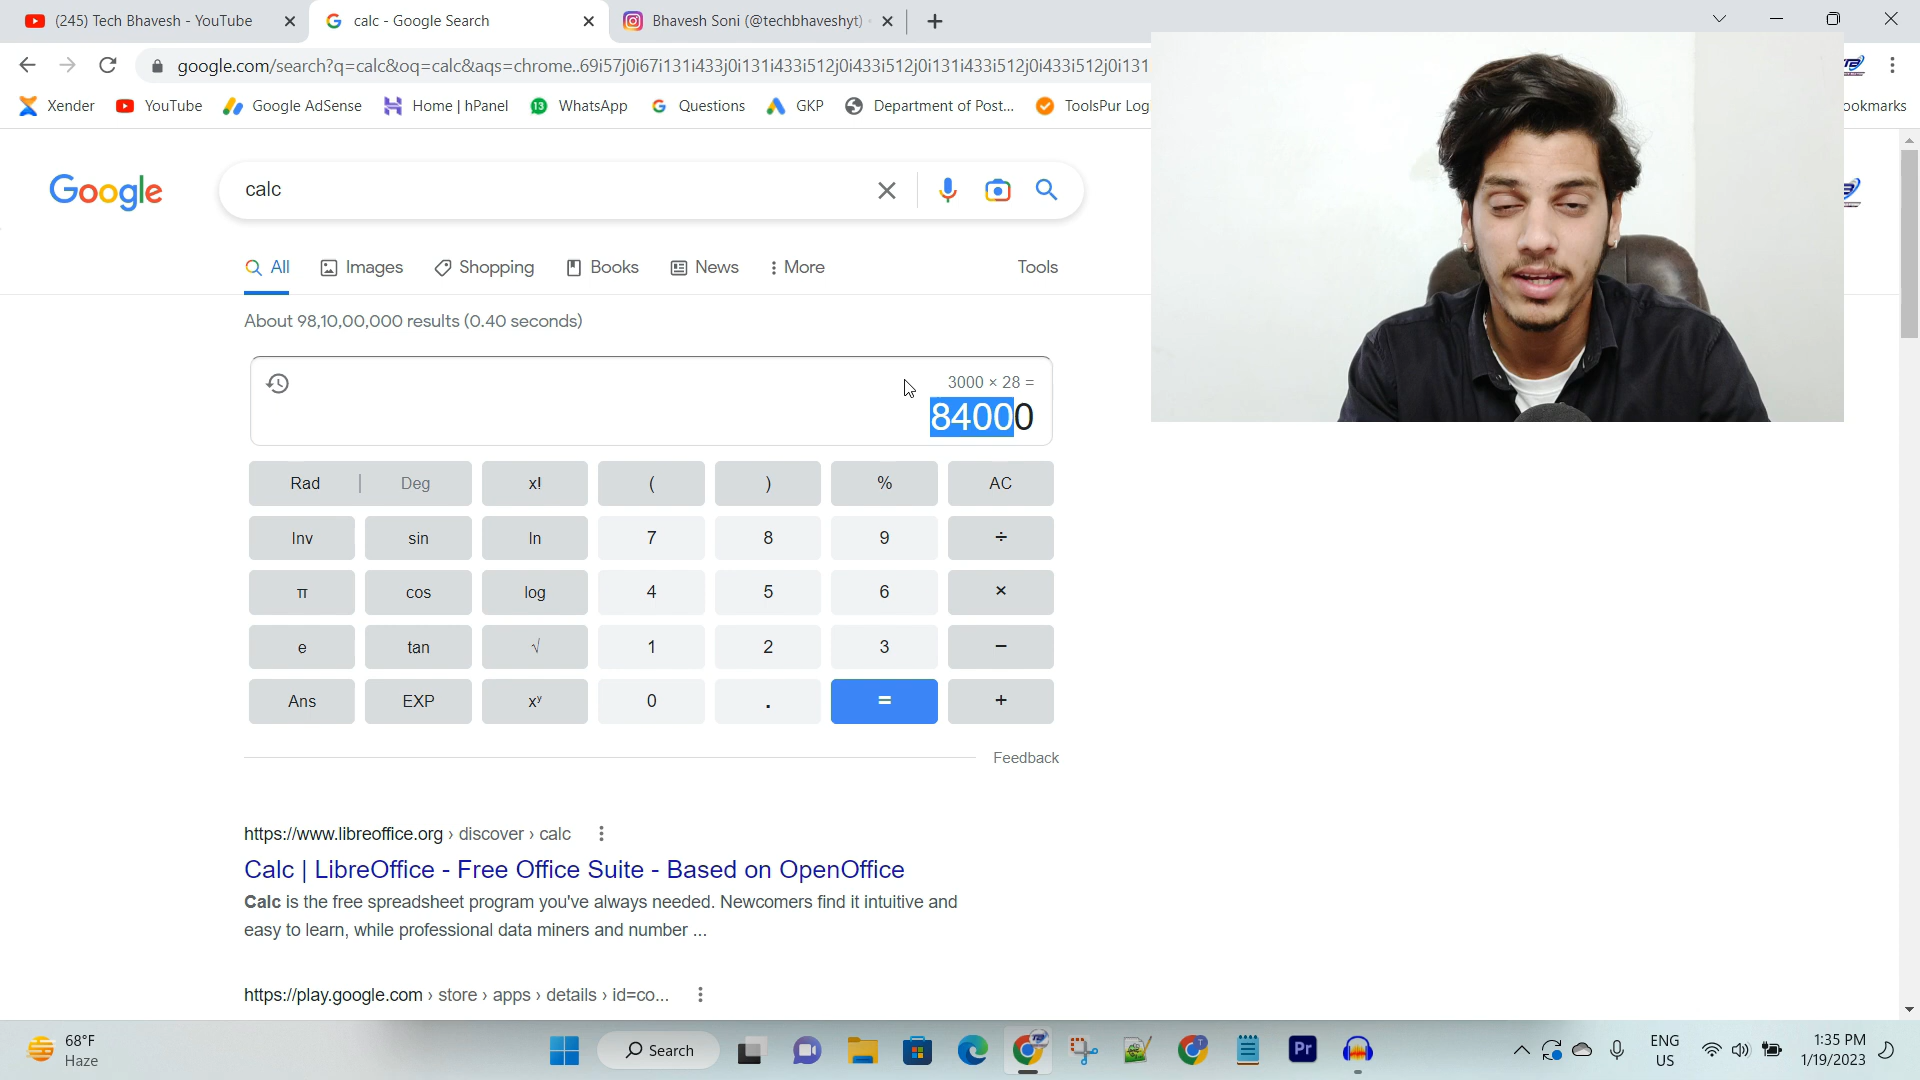 (245) Tech Bhavesh - YouTube
calc - Google Search
Bhavesh Soni (@techbhaveshyt)
google.com/search?q=calc&oq=calc&aqs=chrome..69i57j0i67i131i433j0i131i433i512j0i433i512j0i131i433i512j0i433i512j0i131
Xender
YouTube
Google AdSense
Home | hPanel
13
WhatsApp
Questions
GKP
Department of Post...
ToolsPur Log
ookmarks
Google
calc
All
Images
Shopping
Books
News
More
Tools
About 98,10,00,000 results (0.40 seconds)
3000 × 28 =
84000
Rad | Deg x! ( ) % AC
Inv sin ln 7 8 9 ÷
π cos log 4 5 6 ×
e tan √ 1 2 3 −
Ans EXP xʸ 0 . = +
Feedback
https://www.libreoffice.org › discover › calc
Calc | LibreOffice - Free Office Suite - Based on OpenOffice
Calc is the free spreadsheet program you've always needed. Newcomers find it intuitive and
easy to learn, while professional data miners and number ...
https://play.google.com › store › apps › details › id=co...
68°F
Haze
Search
Pr
ENG
US
1:35 PM
1/19/2023